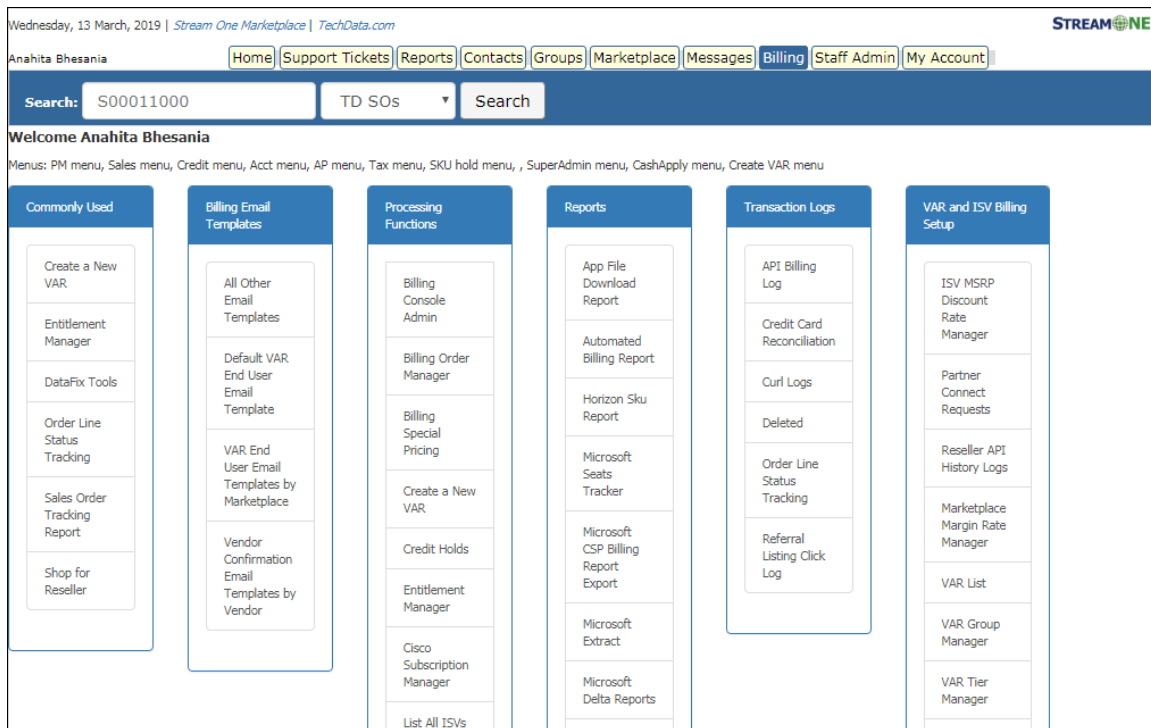 Wednesday, 13 March, 2019 | Stream One Marketplace | TechData.com
STREAMONE
Anahita Bhesania
Home Support Tickets Reports Contacts Groups Marketplace Messages Billing Staff Admin My Account
Search: S00011000 TD SOs Search
Welcome Anahita Bhesania
Menus: PM menu, Sales menu, Credit menu, Acct menu, AP menu, Tax menu, SKU hold menu, , SuperAdmin menu, CashApply menu, Create VAR menu
Commonly Used
Create a New
VAR
Entitlement
Manager
DataFix Tools
Order Line
Status
Tracking
Sales Order
Tracking
Report
Shop for
Reseller
Billing Email
Templates
All Other
Email
Templates
Default VAR
End User
Email
Template
VAR End
User Email
Templates by
Marketplace
Vendor
Confirmation
Email
Templates by
Vendor
Processing
Functions
Billing
Console
Admin
Billing Order
Manager
Billing
Special
Pricing
Create a New
VAR
Credit Holds
Entitlement
Manager
Cisco
Subscription
Manager
List All ISVs
Reports
App File
Download
Report
Automated
Billing Report
Horizon Sku
Report
Microsoft
Seats
Tracker
Microsoft
CSP Billing
Report
Export
Microsoft
Extract
Microsoft
Delta Reports
Transaction Logs
API Billing
Log
Credit Card
Reconciliation
Curl Logs
Deleted
Order Line
Status
Tracking
Referral
Listing Click
Log
VAR and ISV Billing
Setup
ISV MSRP
Discount
Rate
Manager
Partner
Connect
Requests
Reseller API
History Logs
Marketplace
Margin Rate
Manager
VAR List
VAR Group
Manager
VAR Tier
Manager